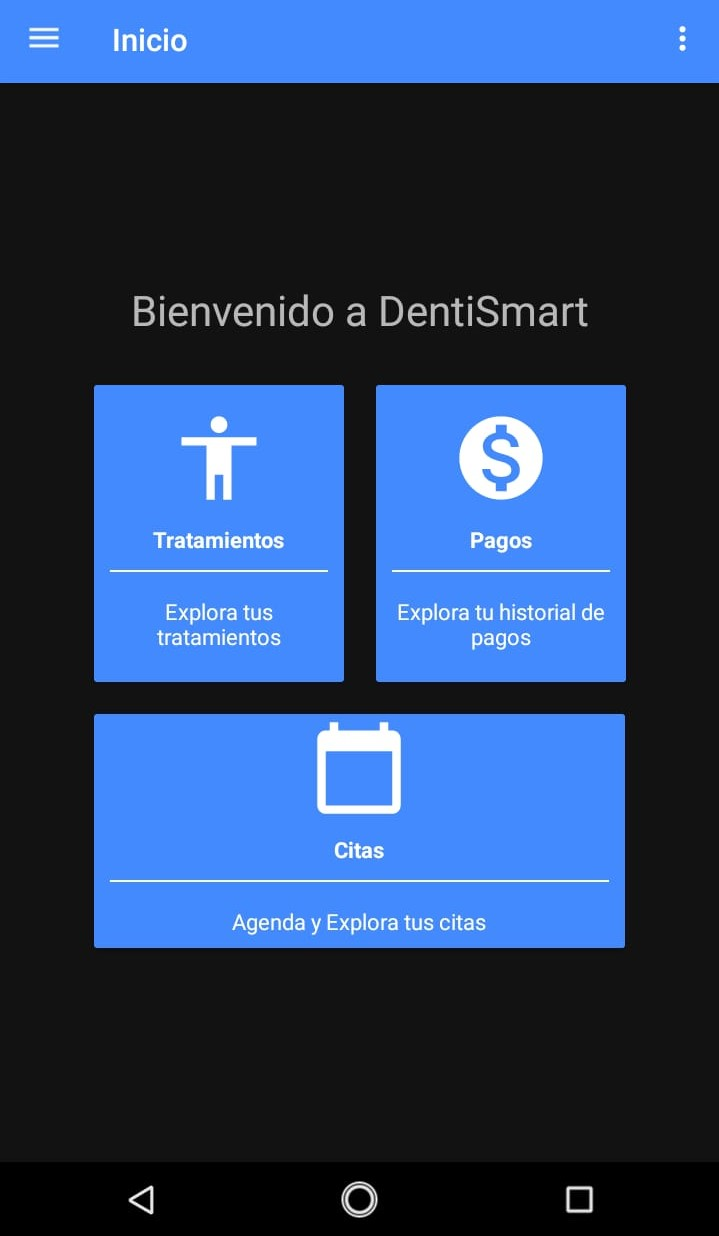 Inicio
Bienvenido a DentiSmart
Tratamientos
Explora tus
tratamientos
Pagos
Explora tu historial de
pagos
Citas
Agenda y Explora tus citas